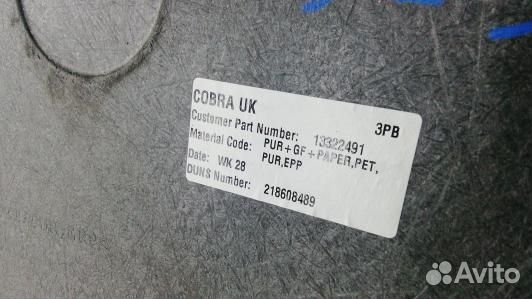 COBRA UK 3PB
Customer Part Number: 13322491
Material Code: PUR+GF+PAPER,PET,
PUR,EPP
Date: WK 28
DUNS Number: 218608489
Avito